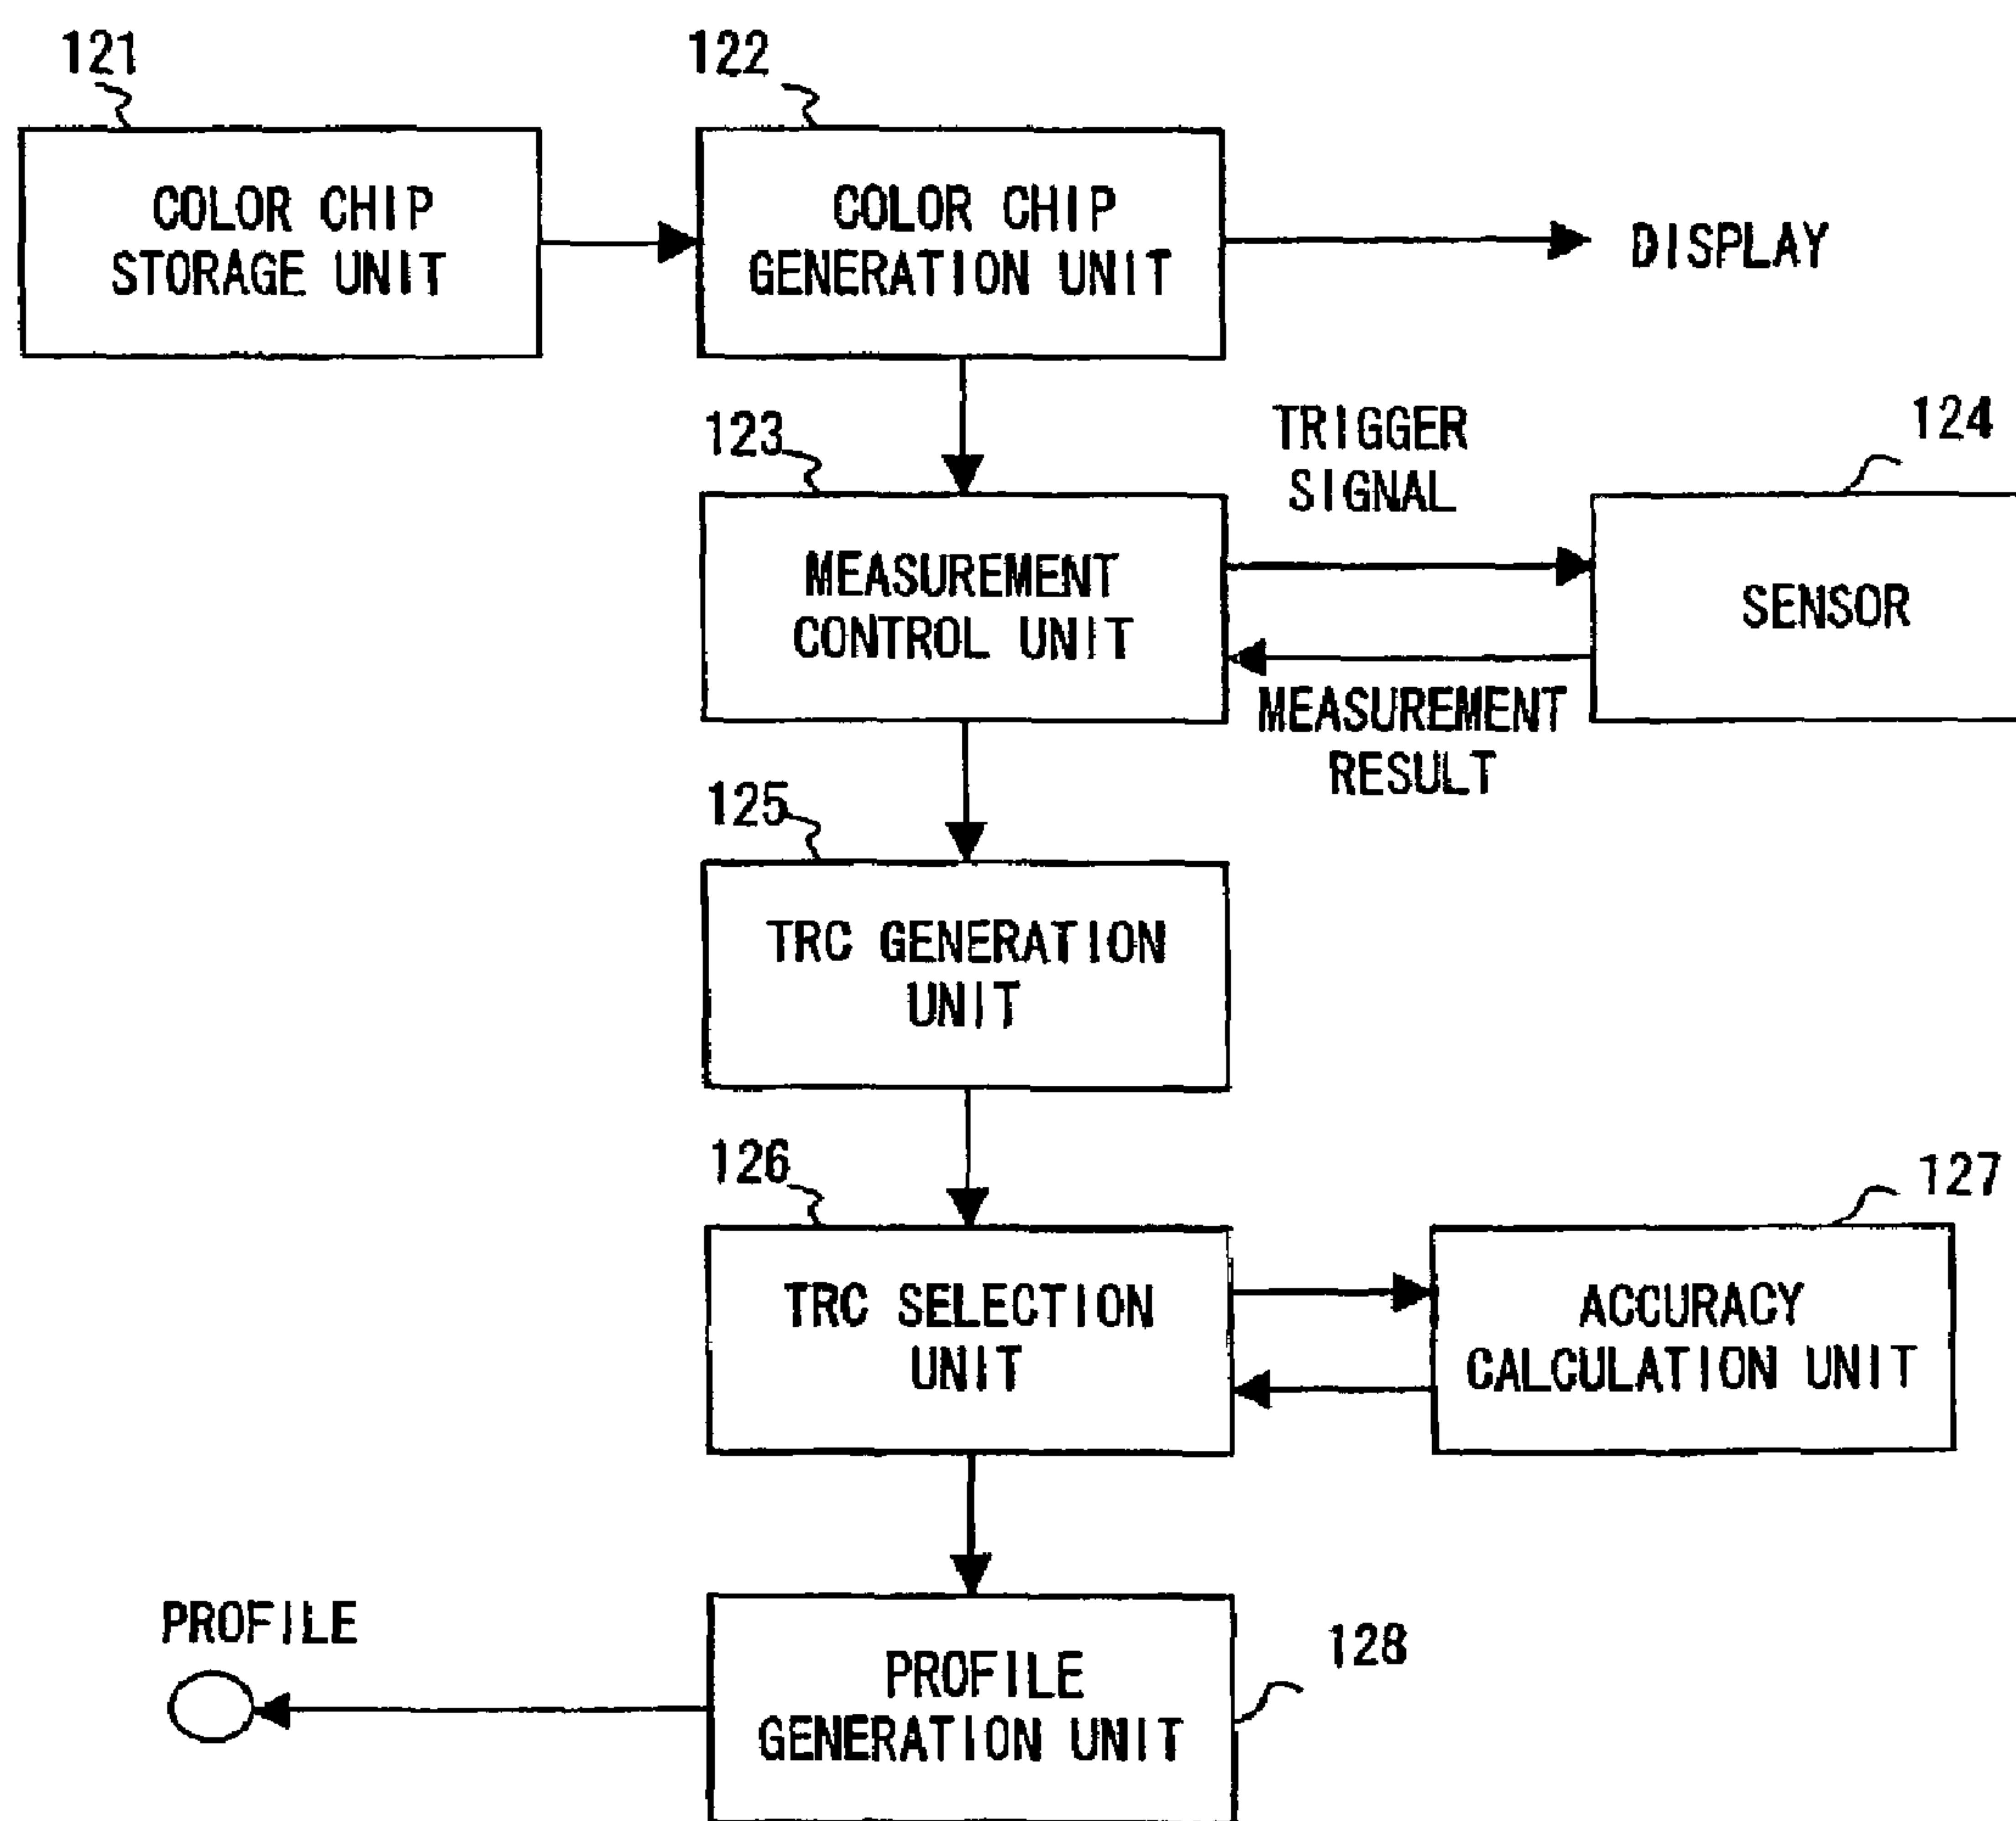 121
122
COLOR CHIP
STORAGE UNIT
COLOR CHIP
GENERATION UNIT
DISPLAY
123
TRIGGER
SIGNAL
124
MEASUREMENT
CONTROL UNIT
SENSOR
MEASUREMENT
RESULT
125
TRC GENERATION
UNIT
126
127
TRC SELECTION
UNIT
ACCURACY
CALCULATION UNIT
PROFILE
128
PROFILE
GENERATION UNIT